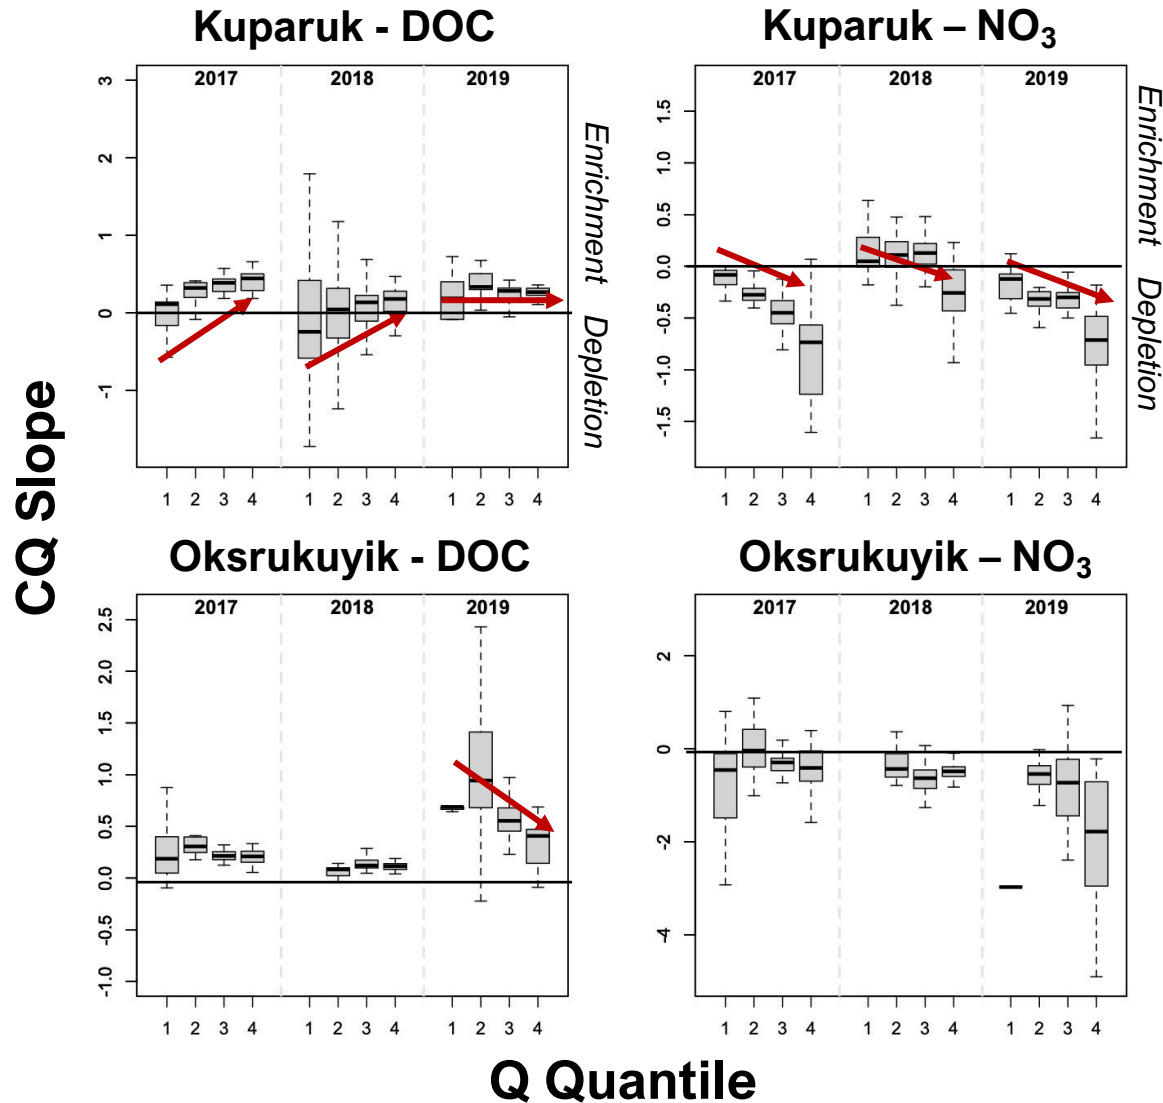 Kuparuk - DOC
2017 2018 2019
3
2
1
0
-1
1 2 3 4 1 2 3 4 1 2 3 4
Enrichment
Depletion
Kuparuk – NO₃
2017 2018 2019
1.5
1.0
0.5
0.0
-0.5
-1.0
-1.5
1 2 3 4 1 2 3 4 1 2 3 4
Enrichment
Depletion
CQ Slope
Oksrukuyik - DOC
2017 2018 2019
2.5
2.0
1.5
1.0
0.5
0.0
-0.5
-1.0
1 2 3 4 1 2 3 4 1 2 3 4
Oksrukuyik – NO₃
2017 2018 2019
2
0
-2
-4
1 2 3 4 1 2 3 4 1 2 3 4
Q Quantile